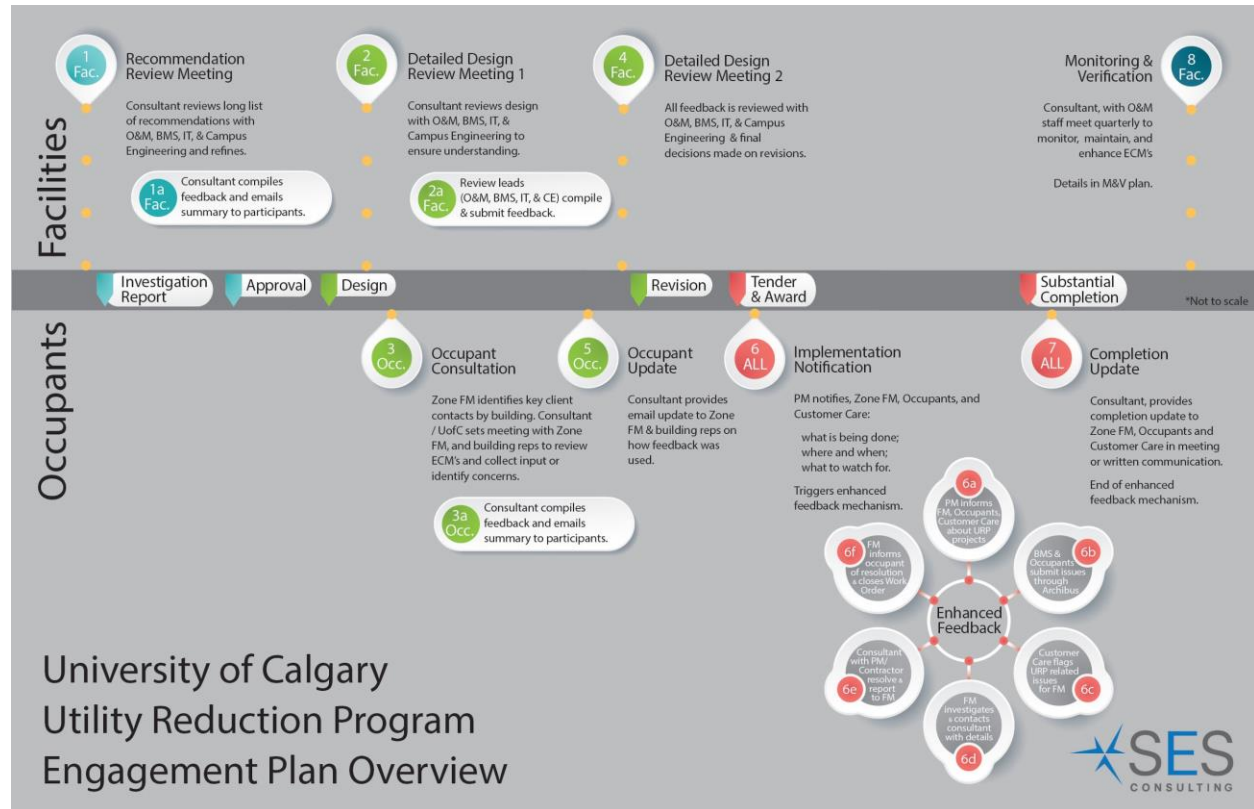 Facilities
1
Fac.
Recommendation
Review Meeting
Consultant reviews long list
of recommendations with
O&M, BMS, IT, & Campus
Engineering and refines.
1a
Fac.
Consultant compiles
feedback and emails
summary to participants.
2
Fac.
Detailed Design
Review Meeting 1
Consultant reviews design
with O&M, BMS, IT, &
Campus Engineering to
ensure understanding.
2a
Fac.
Review leads
(O&M, BMS, IT, & CE) compile
& submit feedback.
4
Fac.
Detailed Design
Review Meeting 2
All feedback is reviewed with
O&M, BMS, IT, & Campus
Engineering & final
decisions made on revisions.
8
Fac.
Monitoring &
Verification
Consultant, with O&M
staff meet quarterly to
monitor, maintain, and
enhance ECM's
Details in M&V plan.
Investigation
Report
Approval
Design
Revision
Tender
& Award
Substantial
Completion
*Not to scale
Occupants
3
Occ.
Occupant
Consultation
Zone FM identifies key client
contacts by building. Consultant
/ UofC sets meeting with Zone
FM, and building reps to review
ECM's and collect input or
identify concerns.
3a
Occ.
Consultant compiles
feedback and emails
summary to participants.
5
Occ.
Occupant
Update
Consultant provides
email update to Zone
FM & building reps on
how feedback was
used.
6
ALL
Implementation
Notification
PM notifies, Zone FM, Occupants, and
Customer Care:
what is being done;
where and when;
what to watch for.
Triggers enhanced
feedback mechanism.
7
ALL
Completion
Update
Consultant, provides
completion update to
Zone FM, Occupants and
Customer Care in meeting
or written communication.
End of enhanced
feedback mechanism.
Enhanced
Feedback
6a
PM informs
FM, Occupants,
Customer Care
about URP
projects
6b
BMS &
Occupants
submit issues
through
Archibus
6c
Customer
Care flags
URP related
issues
for FM
6d
FM
investigates
& contacts
consultant
with details
6e
Consultant
with PM/
Contractor
resolve &
report
to FM
6f
FM
informs
occupant
of resolution
& closes Work
Order
University of Calgary
Utility Reduction Program
Engagement Plan Overview
SES
CONSULTING